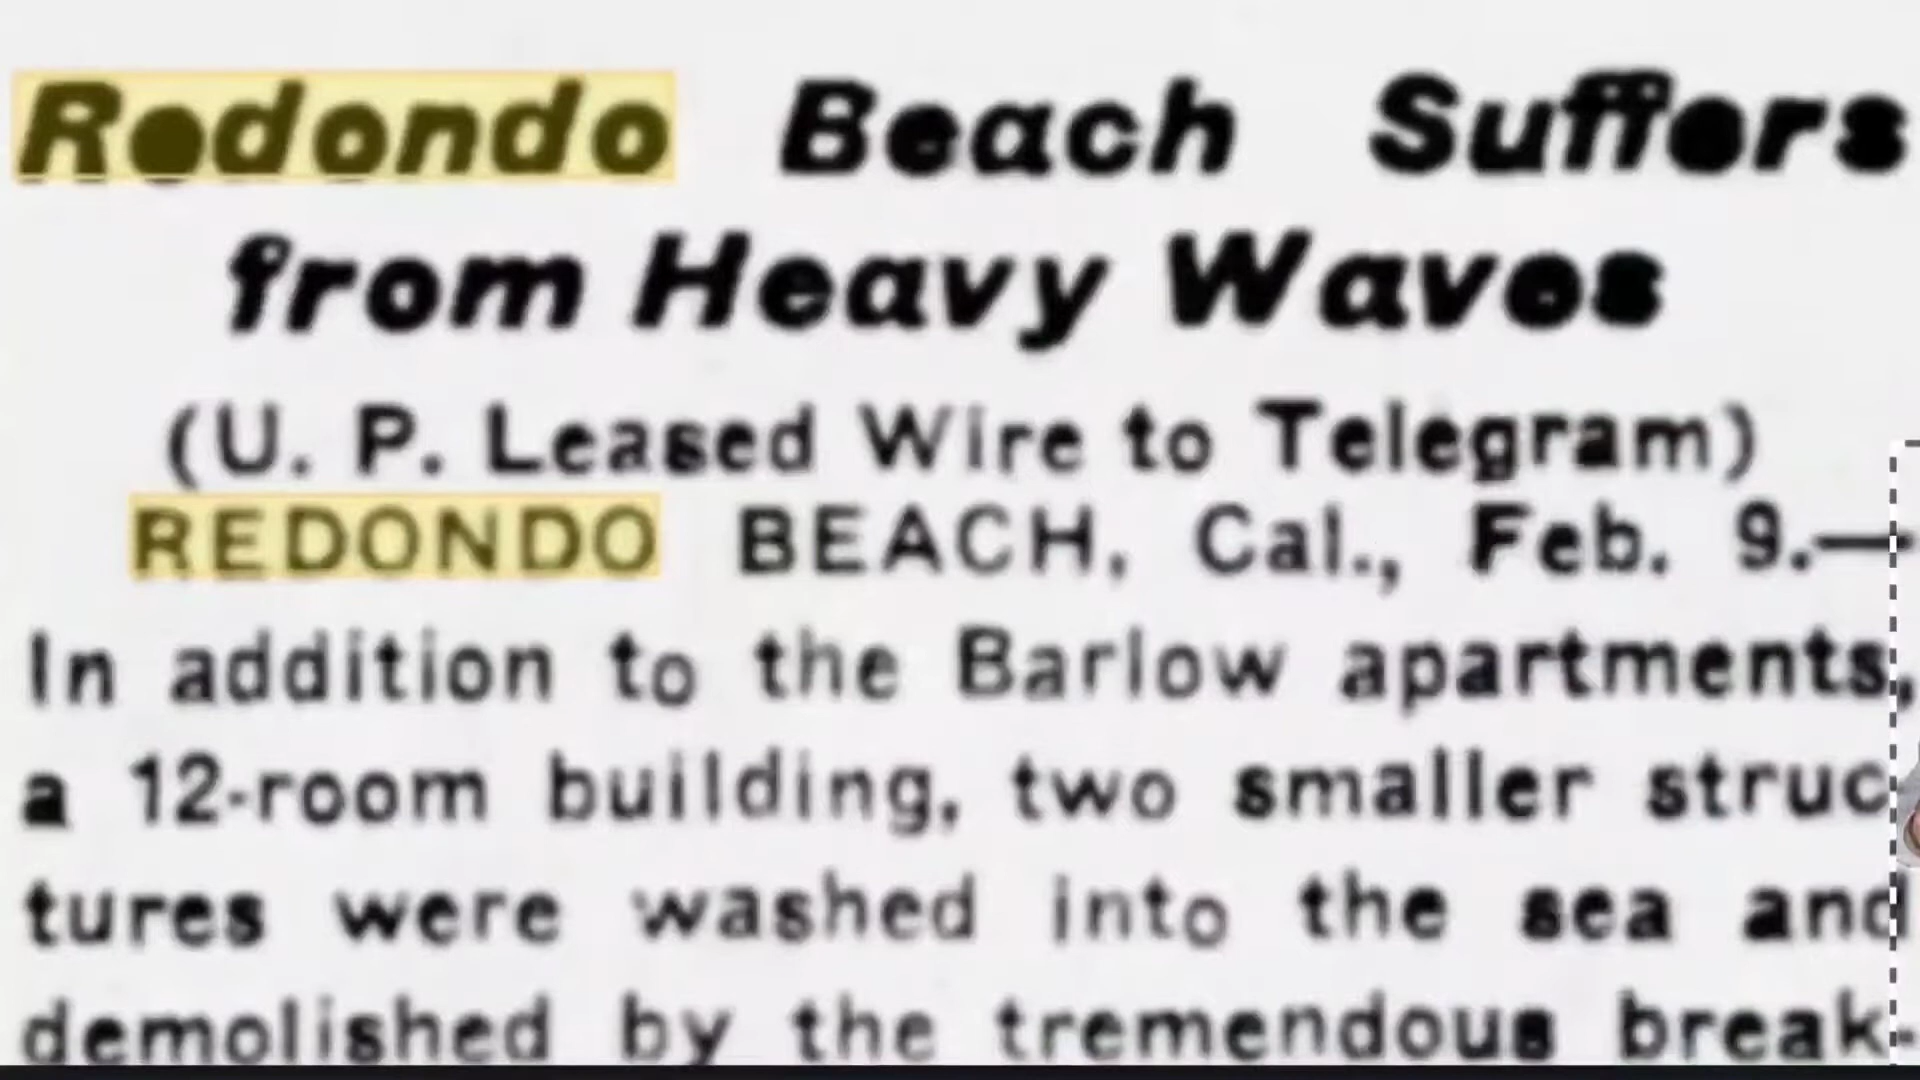 Redondo Beach Suffers
from Heavy Waves
(U. P. Leased Wire to Telegram)
REDONDO BEACH, Cal., Feb. 9.—
In addition to the Barlow apartments,
a 12-room building, two smaller struc
tures were washed into the sea and
demolished by the tremendous break-